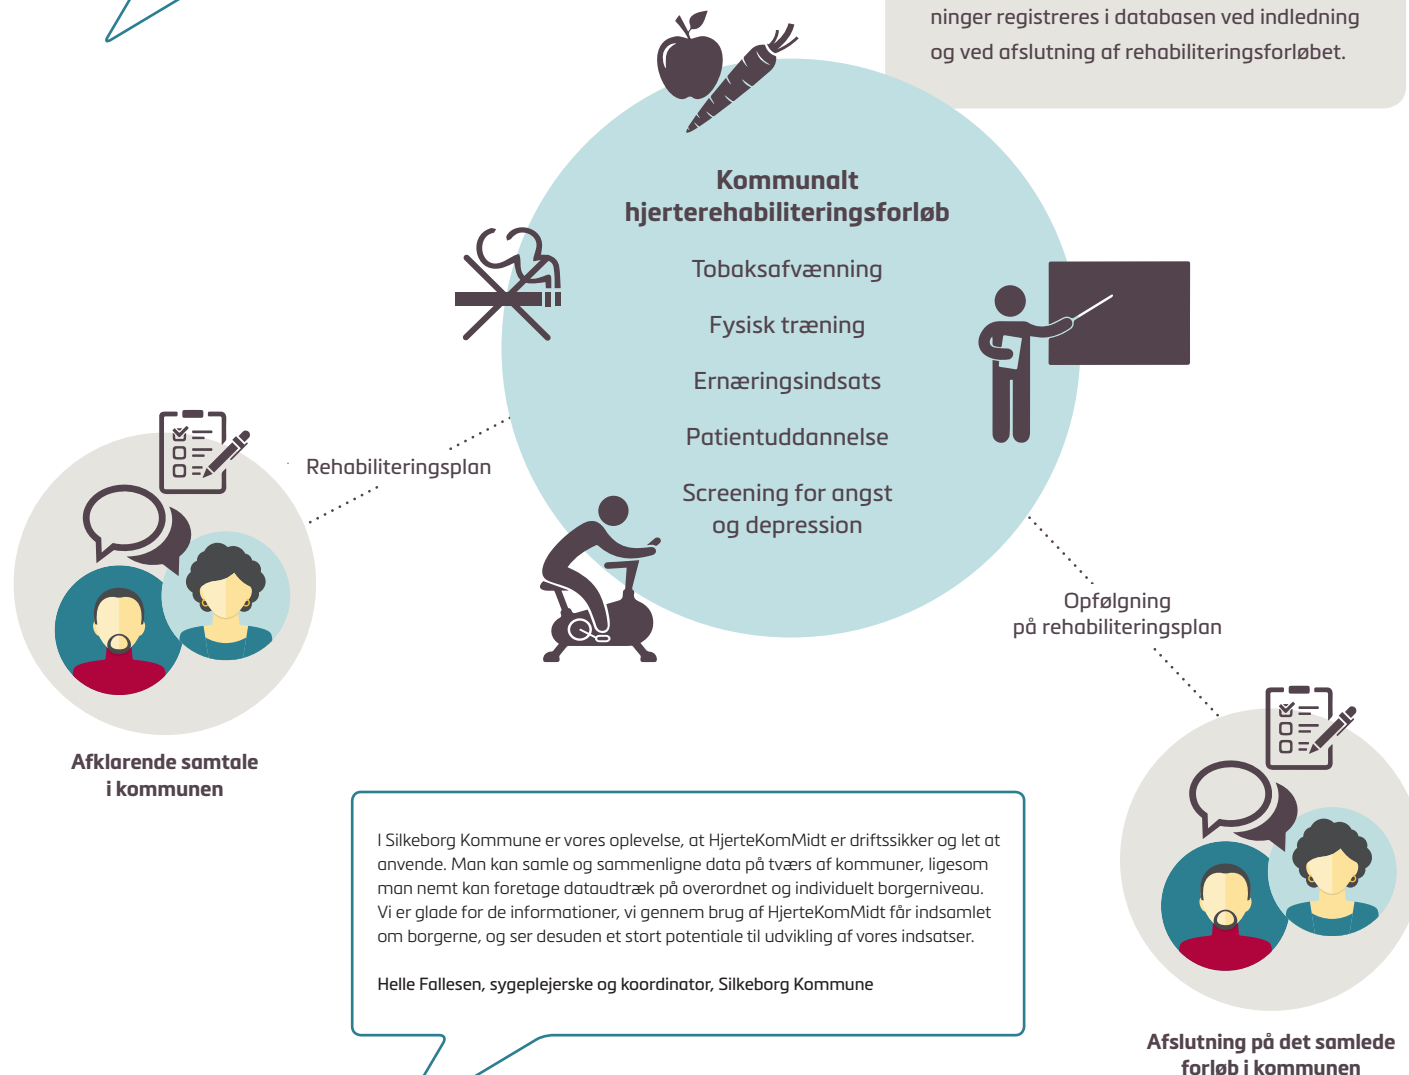 ninger registreres i databasen ved indledning
og ved afslutning af rehabiliteringsforløbet.
Kommunalt
hjerterehabiliteringsforløb
Tobaksafvænning
Fysisk træning
Ernæringsindsats
Patientuddannelse
Screening for angst
og depression
Rehabiliteringsplan
Afklarende samtale
i kommunen
Opfølgning
på rehabiliteringsplan
I Silkeborg Kommune er vores oplevelse, at HjerteKomMidt er driftssikker og let at
anvende. Man kan samle og sammenligne data på tværs af kommuner, ligesom
man nemt kan foretage dataudtræk på overordnet og individuelt borgerniveau.
Vi er glade for de informationer, vi gennem brug af HjerteKomMidt får indsamlet
om borgerne, og ser desuden et stort potentiale til udvikling af vores indsatser.
Helle Fallesen, sygeplejerske og koordinator, Silkeborg Kommune
Afslutning på det samlede
forløb i kommunen